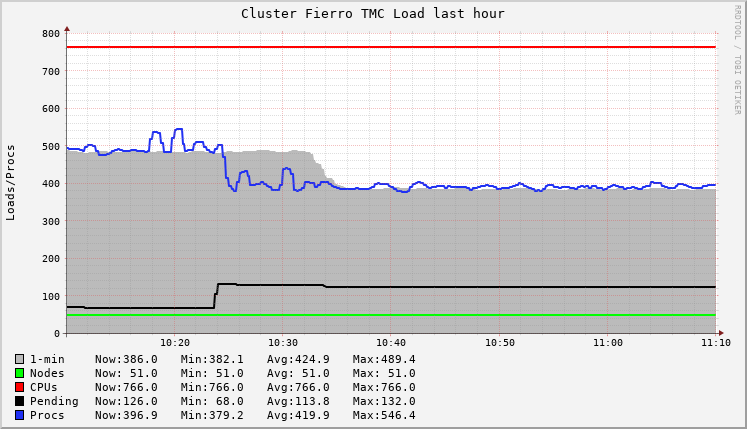 Cluster Fierro TMC Load last hour
RRDTOOL / TOBI OETIKER
Loads/Procs
800
700
600
500
400
300
200
100
0
10:20 10:30 10:40 10:50 11:00 11:10
1-min Now:386.0 Min:382.1 Avg:424.9 Max:489.4
Nodes Now: 51.0 Min: 51.0 Avg: 51.0 Max: 51.0
CPUs Now:766.0 Min:766.0 Avg:766.0 Max:766.0
Pending Now:126.0 Min: 68.0 Avg:113.8 Max:132.0
Procs Now:396.9 Min:379.2 Avg:419.9 Max:546.4